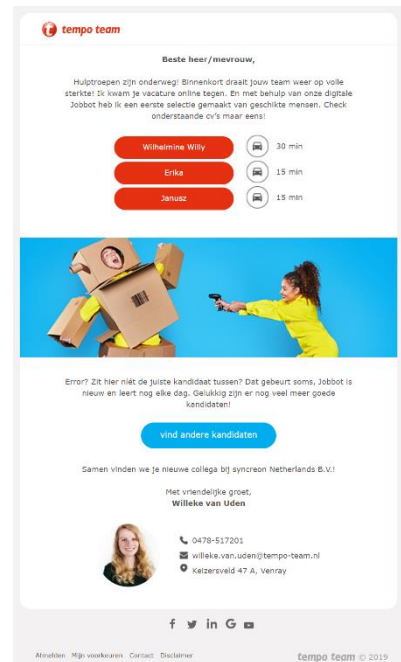 tempo team
Beste heer/mevrouw,
Hulptroepen zijn onderweg! Binnenkort draait jouw team weer op volle
sterkte! Ik kwam je vacature online tegen. En met behulp van onze digitale
Jobbot heb ik een eerste selectie gemaakt van geschikte mensen. Check
onderstaande cv's maar eens!
Wilhelmine Willy 30 min
Erika 15 min
Janusz 15 min
Error? Zit hier niét de juiste kandidaat tussen? Dat gebeurt soms, Jobbot is
nieuw en leert nog elke dag. Gelukkig zijn er nog veel meer goede
kandidaten!
vind andere kandidaten
Samen vinden we je nieuwe collega bij syncreon Netherlands B.V.!
Met vriendelijke groet,
Willeke van Uden
0478-517201
willeke.van.uden@tempo-team.nl
Keizersveld 47 A, Venray
Afmelden Mijn voorkeuren Contact Disclaimer tempo team © 2019